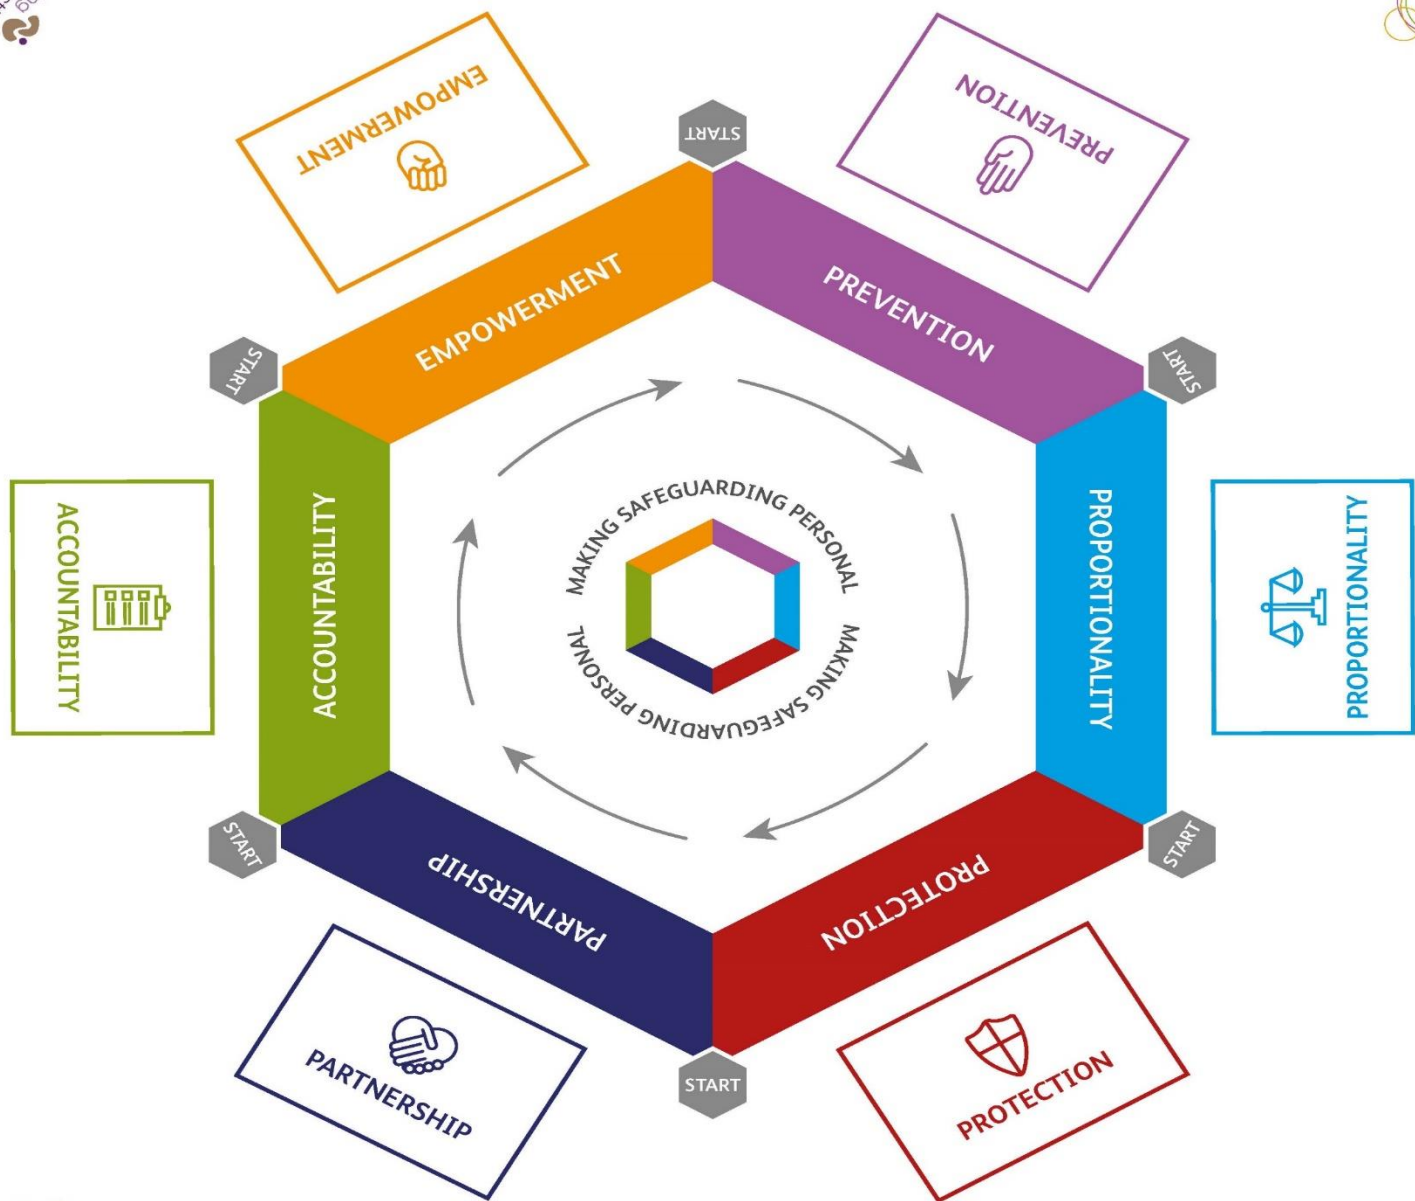 EMPOWERMENT
PREVENTION
START
EMPOWERMENT
PREVENTION
START
START
MAKING SAFEGUARDING PERSONAL
ACCOUNTABILITY
ACCOUNTABILITY
PROPORTIONALITY
PROPORTIONALITY
MAKING SAFEGUARDING PERSONAL
START
START
PARTNERSHIP
PROTECTION
PARTNERSHIP
PROTECTION
START